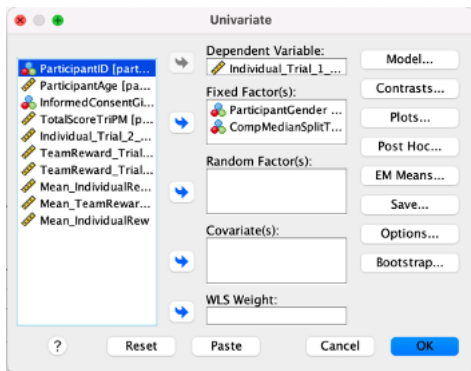 Univariate
ParticipantID [part...
ParticipantAge [pa...
InformedConsentGi...
TotalScoreTriPM [p...
Individual_Trial_2_...
TeamReward_Trial...
TeamReward_Trial...
Mean_IndividualRe...
Mean_TeamRewar...
Mean_IndividualRew
Dependent Variable:
Individual_Trial_1_...
Fixed Factor(s):
ParticipantGender
CompMedianSplitT...
Random Factor(s):
Covariate(s):
WLS Weight:
Model...
Contrasts...
Plots...
Post Hoc...
EM Means...
Save...
Options...
Bootstrap...
? Reset Paste Cancel OK